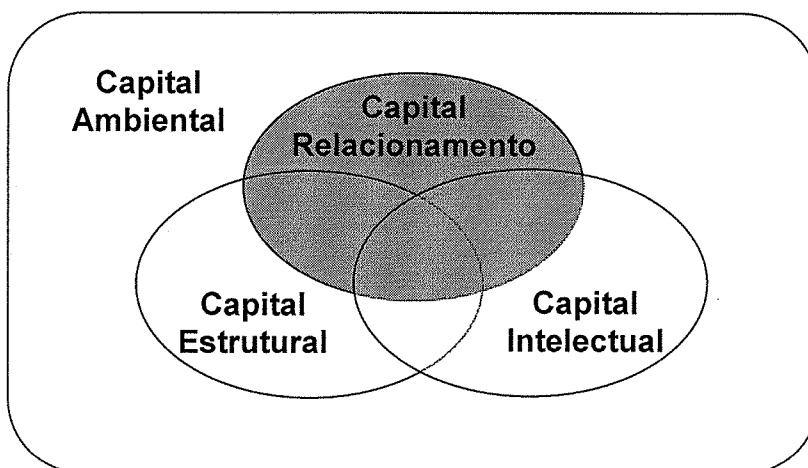 Capital
Ambiental
Capital
Relacionamento
Capital
Estrutural
Capital
Intelectual